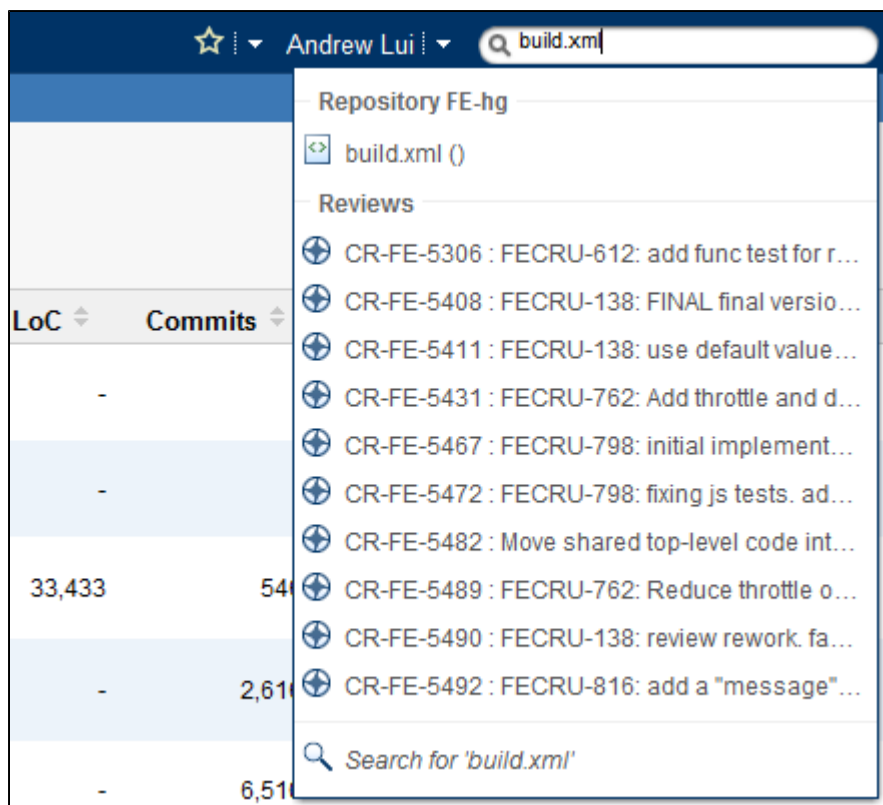 Andrew Lui
build.xml
Repository FE-hg
build.xml ()
Reviews
CR-FE-5306 : FECRU-612: add func test for r…
CR-FE-5408 : FECRU-138: FINAL final versio…
CR-FE-5411 : FECRU-138: use default value…
CR-FE-5431 : FECRU-762: Add throttle and d…
CR-FE-5467 : FECRU-798: initial implement…
CR-FE-5472 : FECRU-798: fixing js tests. ad…
CR-FE-5482 : Move shared top-level code int…
CR-FE-5489 : FECRU-762: Reduce throttle o…
CR-FE-5490 : FECRU-138: review rework. fa…
CR-FE-5492 : FECRU-816: add a "message"…
Search for 'build.xml'
LoC Commits
-
-
33,433
-
-